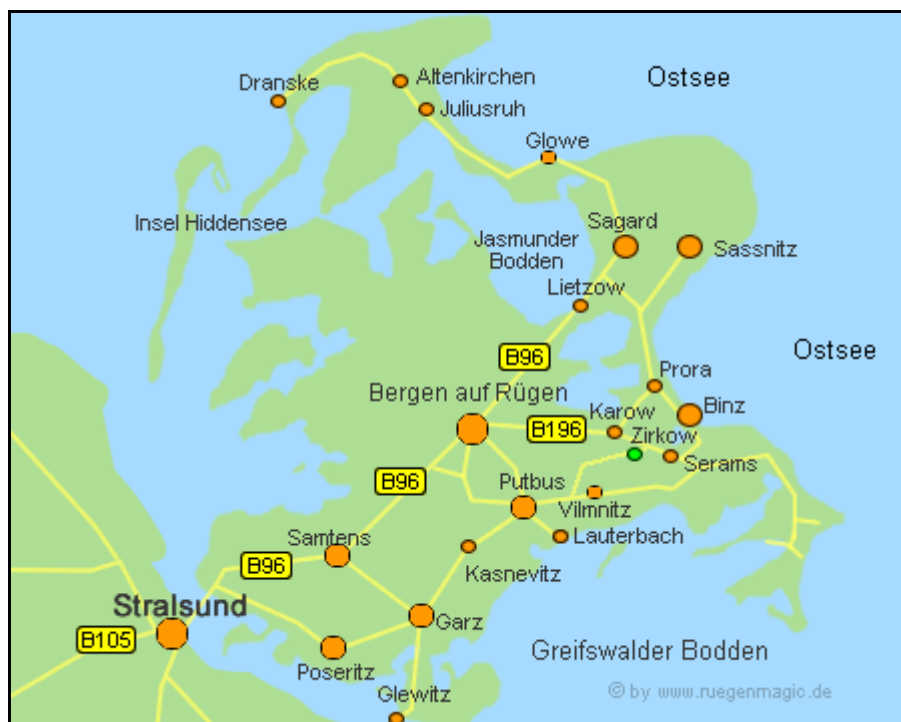 Ostsee
Altenkirchen
Dranske
Juliusruh
Glowe
Insel Hiddensee
Sagard
Jasmunder
Bodden
Sassnitz
Lietzow
B96
Ostsee
Prora
Bergen auf Rügen
Karow
Binz
B196
Zirkow
Serams
B96
Putbus
Vilmnitz
Samtens
Lauterbach
B96
Kasnevitz
Stralsund
Garz
B105
Greifswalder Bodden
Poseritz
Glewitz
© by www.ruegenmagic.de